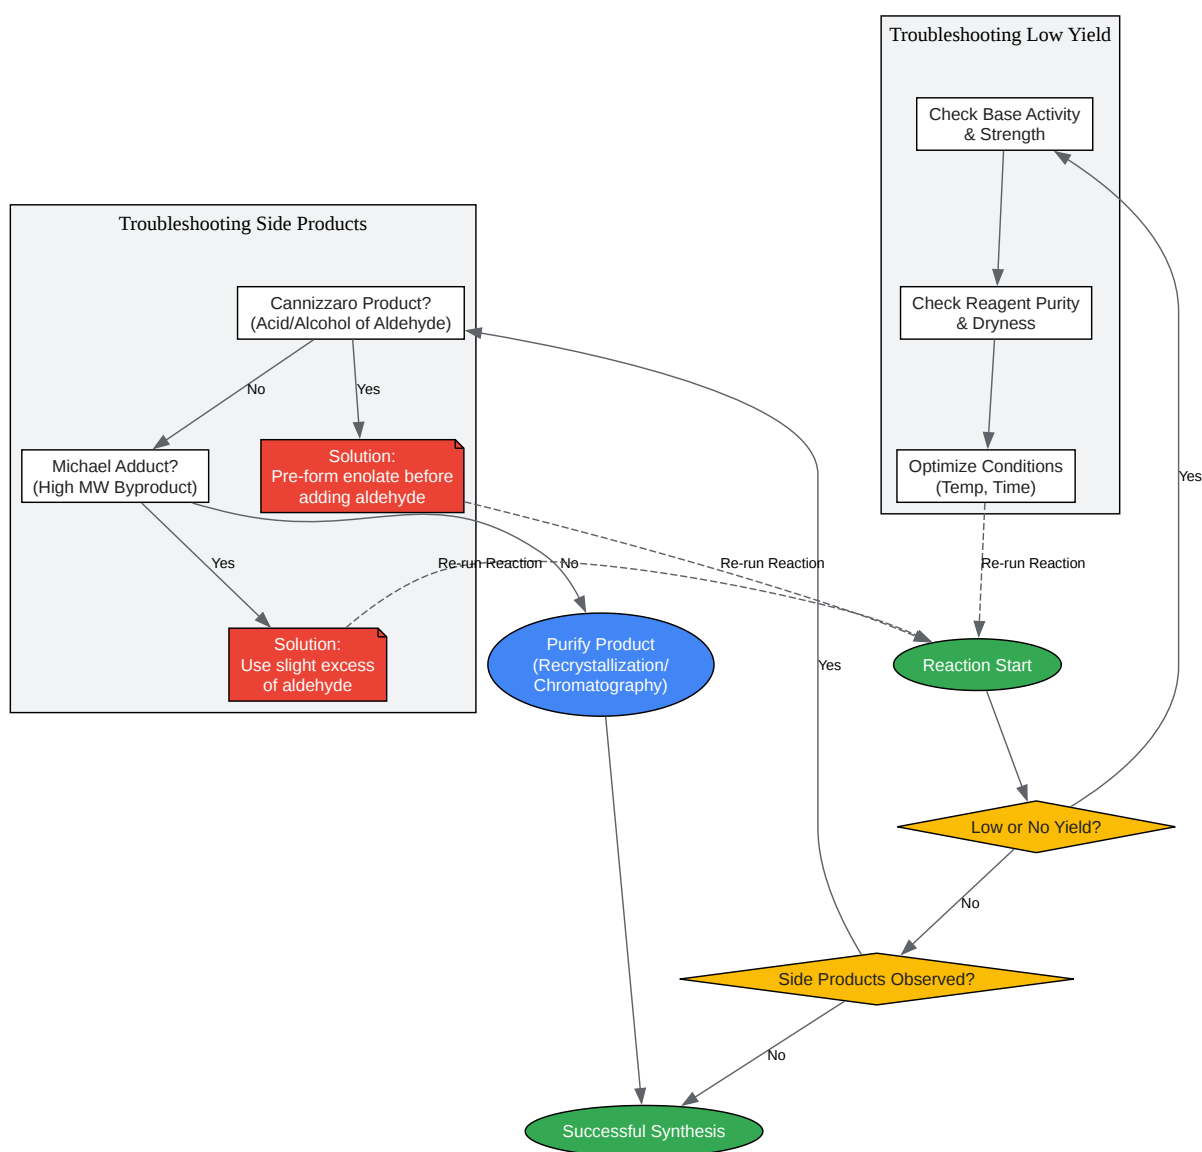 Troubleshooting Low Yield
Check Base Activity
& Strength
Troubleshooting Side Products
Cannizzaro Product?
(Acid/Alcohol of Aldehyde)
Check Reagent Purity
& Dryness
No
Yes
Michael Adduct?
(High MW Byproduct)
Solution:
Pre-form enolate before
adding aldehyde
Optimize Conditions
(Temp, Time)
Yes
Yes
Re-run Reaction
No
Re-run Reaction
Re-run Reaction
Solution:
Use slight excess
of aldehyde
Purify Product
(Recrystallization/
Chromatography)
Yes
Reaction Start
Low or No Yield?
No
Side Products Observed?
No
Successful Synthesis